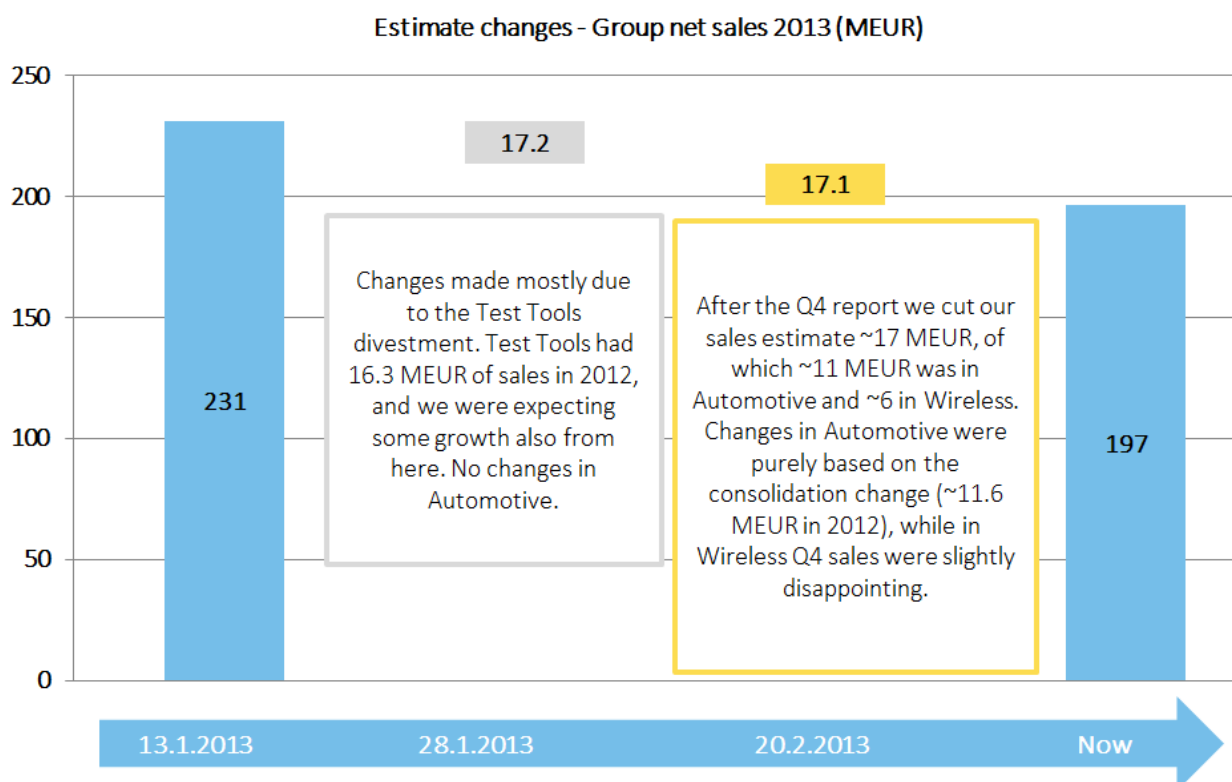 Estimate changes - Group net sales 2013 (MEUR)
250
200
150
100
50
0
231
17.2
Changes made mostly due
to the Test Tools
divestment. Test Tools had
16.3 MEUR of sales in 2012,
and we were expecting
some growth also from
here. No changes in
Automotive.
17.1
After the Q4 report we cut our
sales estimate ~17 MEUR, of
which ~11 MEUR was in
Automotive and ~6 in Wireless.
Changes in Automotive were
purely based on the
consolidation change (~11.6
MEUR in 2012), while in
Wireless Q4 sales were slightly
disappointing.
197
13.1.2013
28.1.2013
20.2.2013
Now